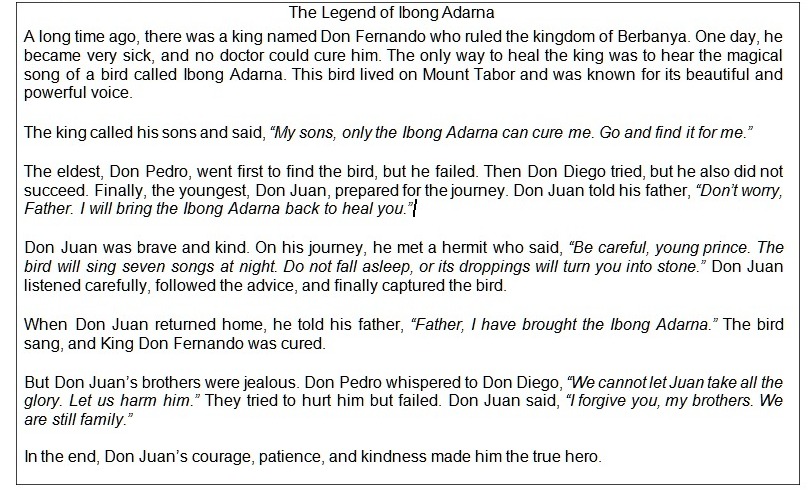 The Legend of Ibong Adarna
A long time ago, there was a king named Don Fernando who ruled the kingdom of Berbanya. One day, he
became very sick, and no doctor could cure him. The only way to heal the king was to hear the magical
song of a bird called Ibong Adarna. This bird lived on Mount Tabor and was known for its beautiful and
powerful voice.
The king called his sons and said, “My sons, only the Ibong Adarna can cure me. Go and find it for me.”
The eldest, Don Pedro, went first to find the bird, but he failed. Then Don Diego tried, but he also did not
succeed. Finally, the youngest, Don Juan, prepared for the journey. Don Juan told his father, “Don’t worry,
Father. I will bring the Ibong Adarna back to heal you.”
Don Juan was brave and kind. On his journey, he met a hermit who said, “Be careful, young prince. The
bird will sing seven songs at night. Do not fall asleep, or its droppings will turn you into stone.” Don Juan
listened carefully, followed the advice, and finally captured the bird.
When Don Juan returned home, he told his father, “Father, I have brought the Ibong Adarna.” The bird
sang, and King Don Fernando was cured.
But Don Juan’s brothers were jealous. Don Pedro whispered to Don Diego, “We cannot let Juan take all the
glory. Let us harm him.” They tried to hurt him but failed. Don Juan said, “I forgive you, my brothers. We
are still family.”
In the end, Don Juan’s courage, patience, and kindness made him the true hero.